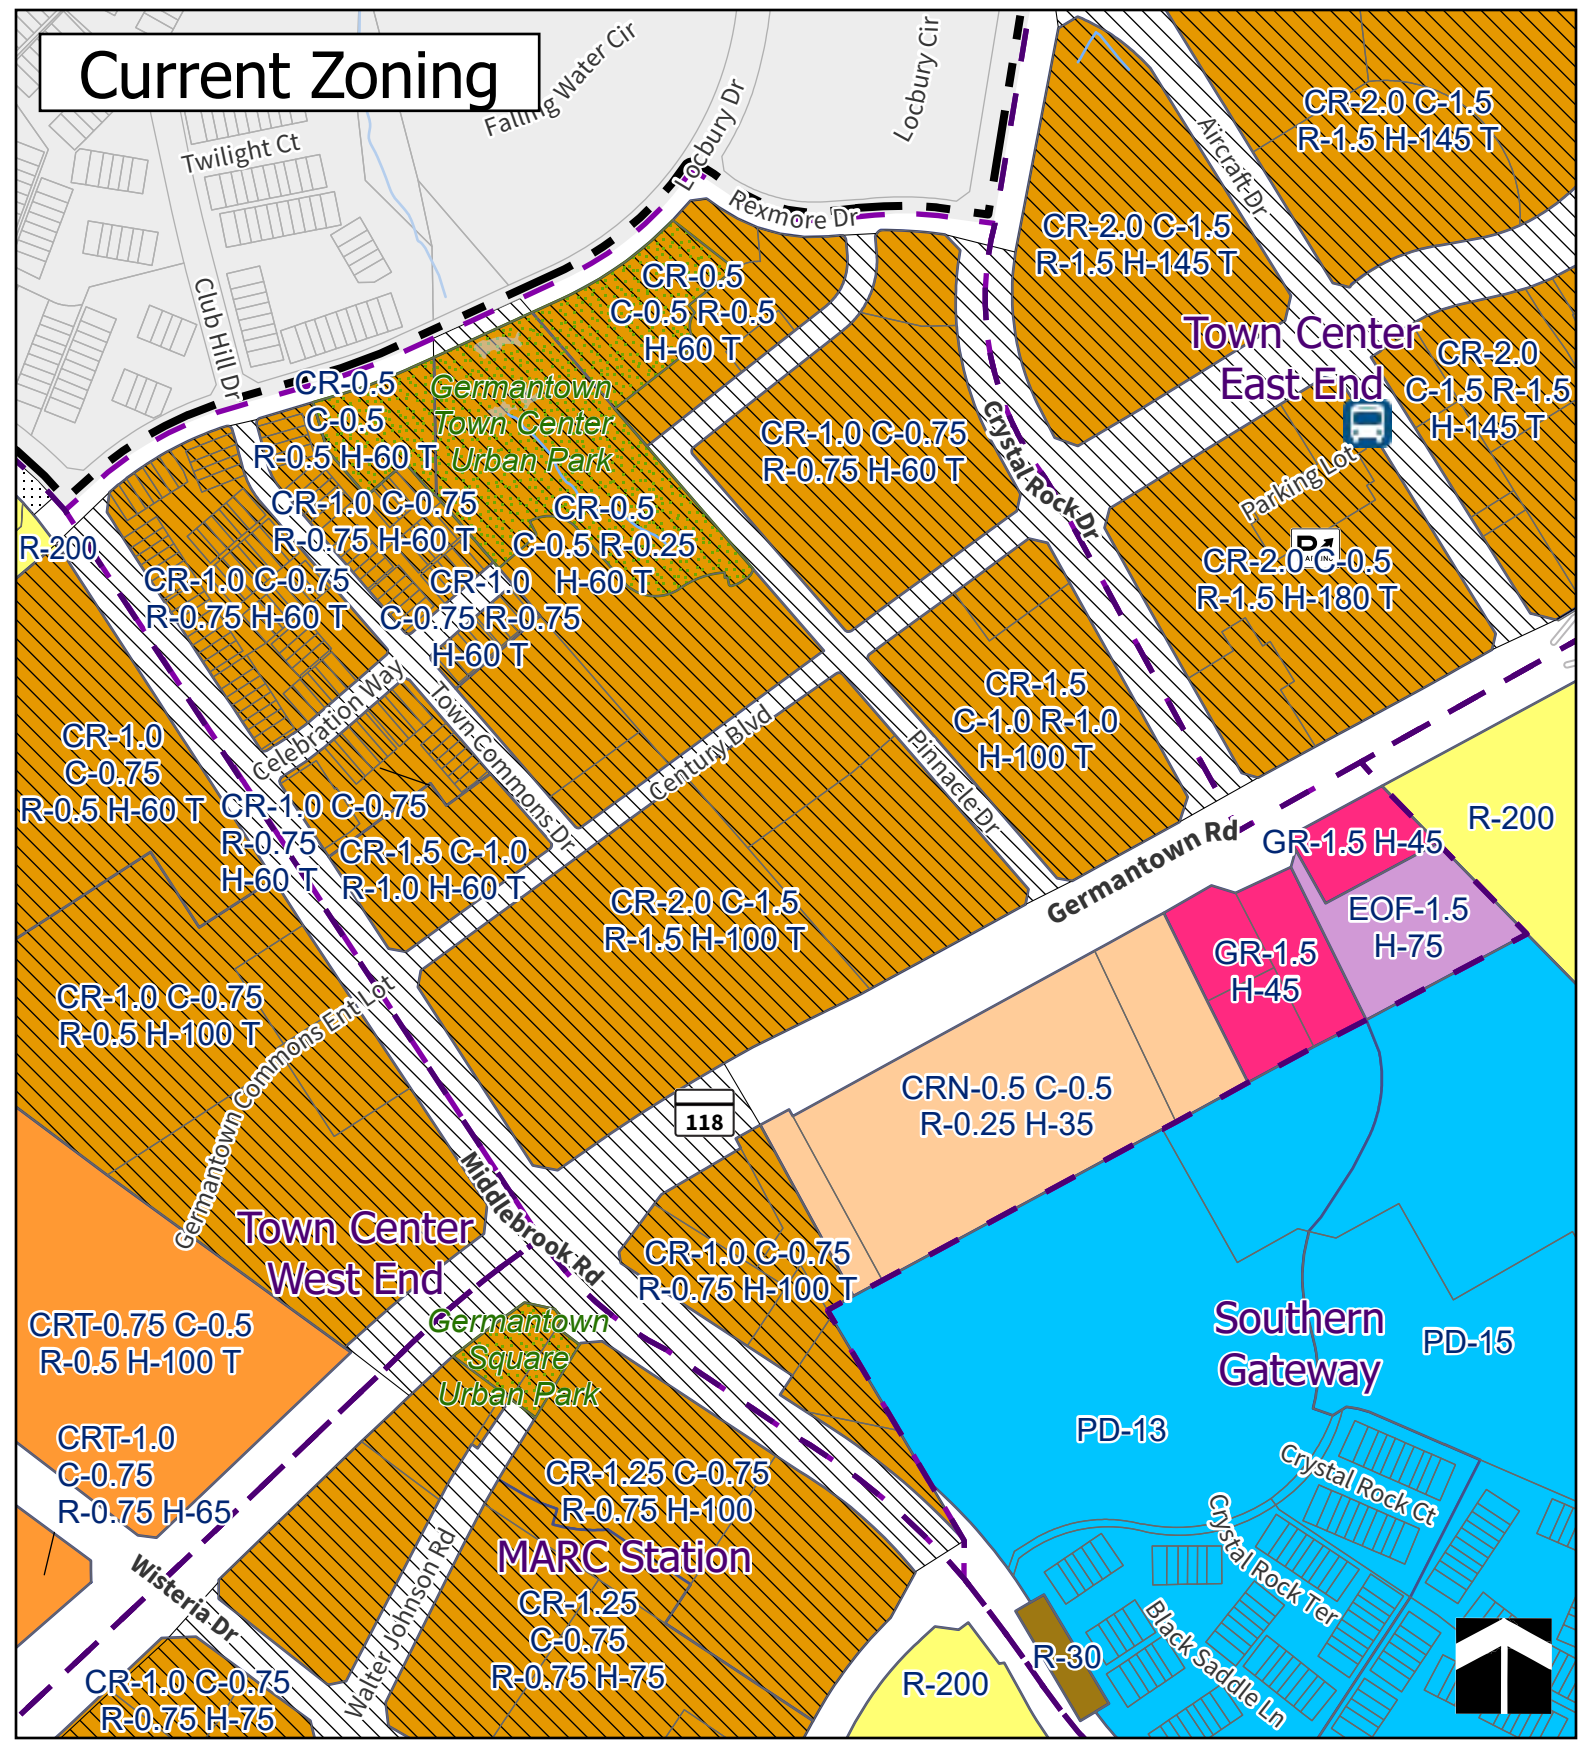 Current Zoning
Falling Water Cir
Locbury Dr
Locbury Cir
Twilight Ct
Rexmore Dr
Aircraft Dr
CR-2.0 C-1.5
R-1.5 H-145 T
CR-2.0 C-1.5
R-1.5 H-145 T
Club Hill Dr
CR-0.5
C-0.5 R-0.5
H-60 T
Town Center
East End
CR-2.0
C-1.5 R-1.5
H-145 T
CR-0.5
C-0.5
R-0.5 H-60 T
Germantown
Town Center
Urban Park
CR-1.0 C-0.75
R-0.75 H-60 T
Crystal Rock Dr
Parking Lot
CR-1.0 C-0.75
R-0.75 H-60 T
CR-0.5
C-0.5 R-0.25
H-60 T
R-200
CR-1.0 C-0.75
R-0.75 H-60 T
CR-1.0
C-0.75 R-0.75
H-60 T
P
CR-2.0 C-0.5
R-1.5 H-180 T
Celebration Way
Town Commons Dr
Century Blvd
Pinnacle Dr
CR-1.5
C-1.0 R-1.0
H-100 T
CR-1.0
C-0.75
R-0.5 H-60 T
CR-1.0 C-0.75
R-0.75
H-60 T
CR-1.5 C-1.0
R-1.0 H-60 T
Germantown Rd
GR-1.5 H-45
R-200
CR-2.0 C-1.5
R-1.5 H-100 T
EOF-1.5
H-75
GR-1.5
H-45
CR-1.0 C-0.75
R-0.5 H-100 T
Germantown Commons Ent Lot
118
CRN-0.5 C-0.5
R-0.25 H-35
Middlebrook Rd
Town Center
West End
CR-1.0 C-0.75
R-0.75 H-100 T
CRT-0.75 C-0.5
R-0.5 H-100 T
Germantown
Square
Urban Park
Southern
Gateway
PD-15
PD-13
CRT-1.0
C-0.75
R-0.75 H-65
CR-1.25 C-0.75
R-0.75 H-100
MARC Station
CR-1.25
C-0.75
R-0.75 H-75
Crystal Rock Ct
Crystal Rock Ter
Black Saddle Ln
Wisteria Dr
Walter Johnson Rd
R-30
R-200
CR-1.0 C-0.75
R-0.75 H-75